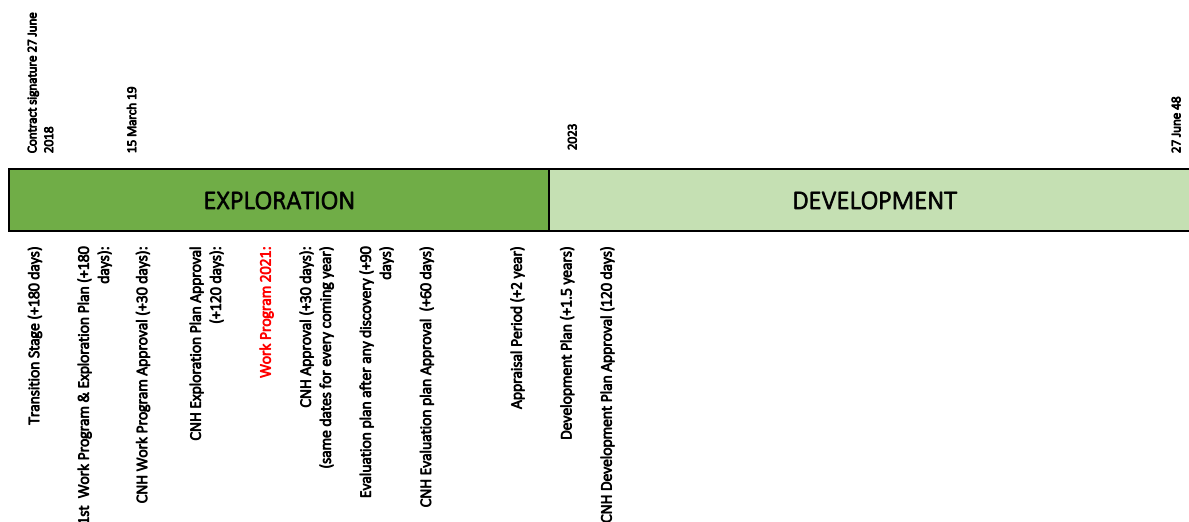 Contract signature 27 June
2018
15 March 19
2023
27 June 48
EXPLORATION
DEVELOPMENT
Transition Stage (+180 days)
1st Work Program & Exploration Plan (+180
days):
CNH Work Program Approval (+30 days):
CNH Exploration Plan Approval
(+120 days):
Work Program 2021:
CNH Approval (+30 days):
(same dates for every coming year)
Evaluation plan after any discovery (+90
days)
CNH Evaluation plan Approval (+60 days)
Appraisal Period (+2 year)
Development Plan (+1.5 years)
CNH Development Plan Approval (120 days)